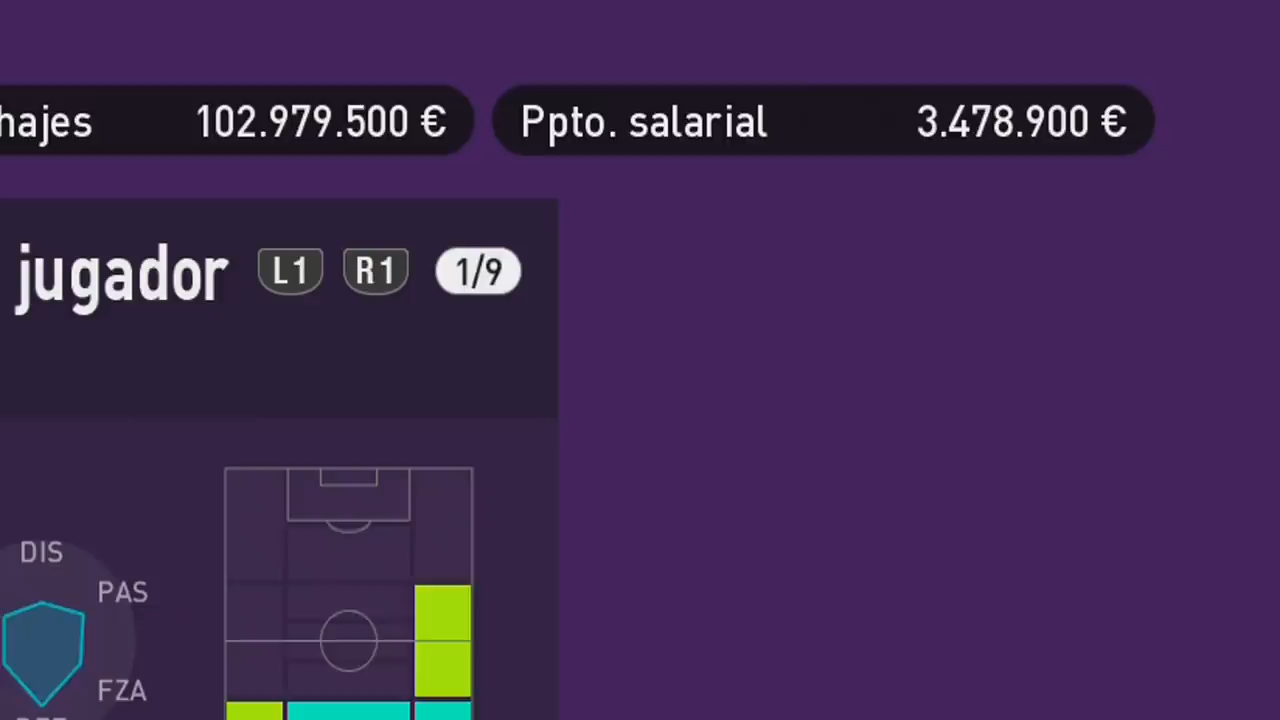 hajes 102.979.500 € Ppto. salarial 3.478.900 €
jugador L1 R1 1/9
DIS
PAS
FZA